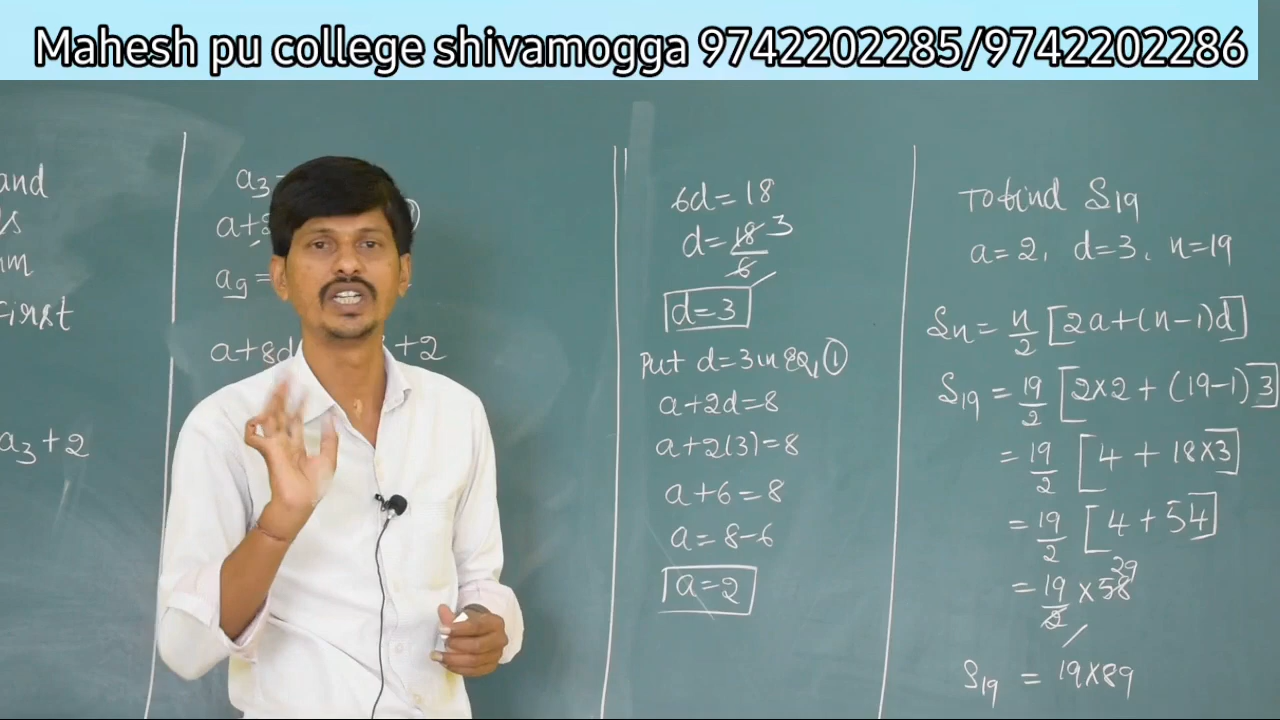 Mahesh pu college shivamogga 9742202285/9742202286
and
first
a₃+2
a₃
a+8d +2
a₉=
6d=18
d=18/6 3
d=3
Put d=3 in Eq, ①
a+2d=8
a+2(3)=8
a+6=8
a=8-6
a=2
To find S₁₉
a=2, d=3, n=19
Sn = n/2 [2a+(n-1)d]
S₁₉ = 19/2 [2×2 + (19-1)3]
= 19/2 [4 + 18×3]
= 19/2 [4 + 54]
= 19/2 ×58 29
S₁₉ = 19×89